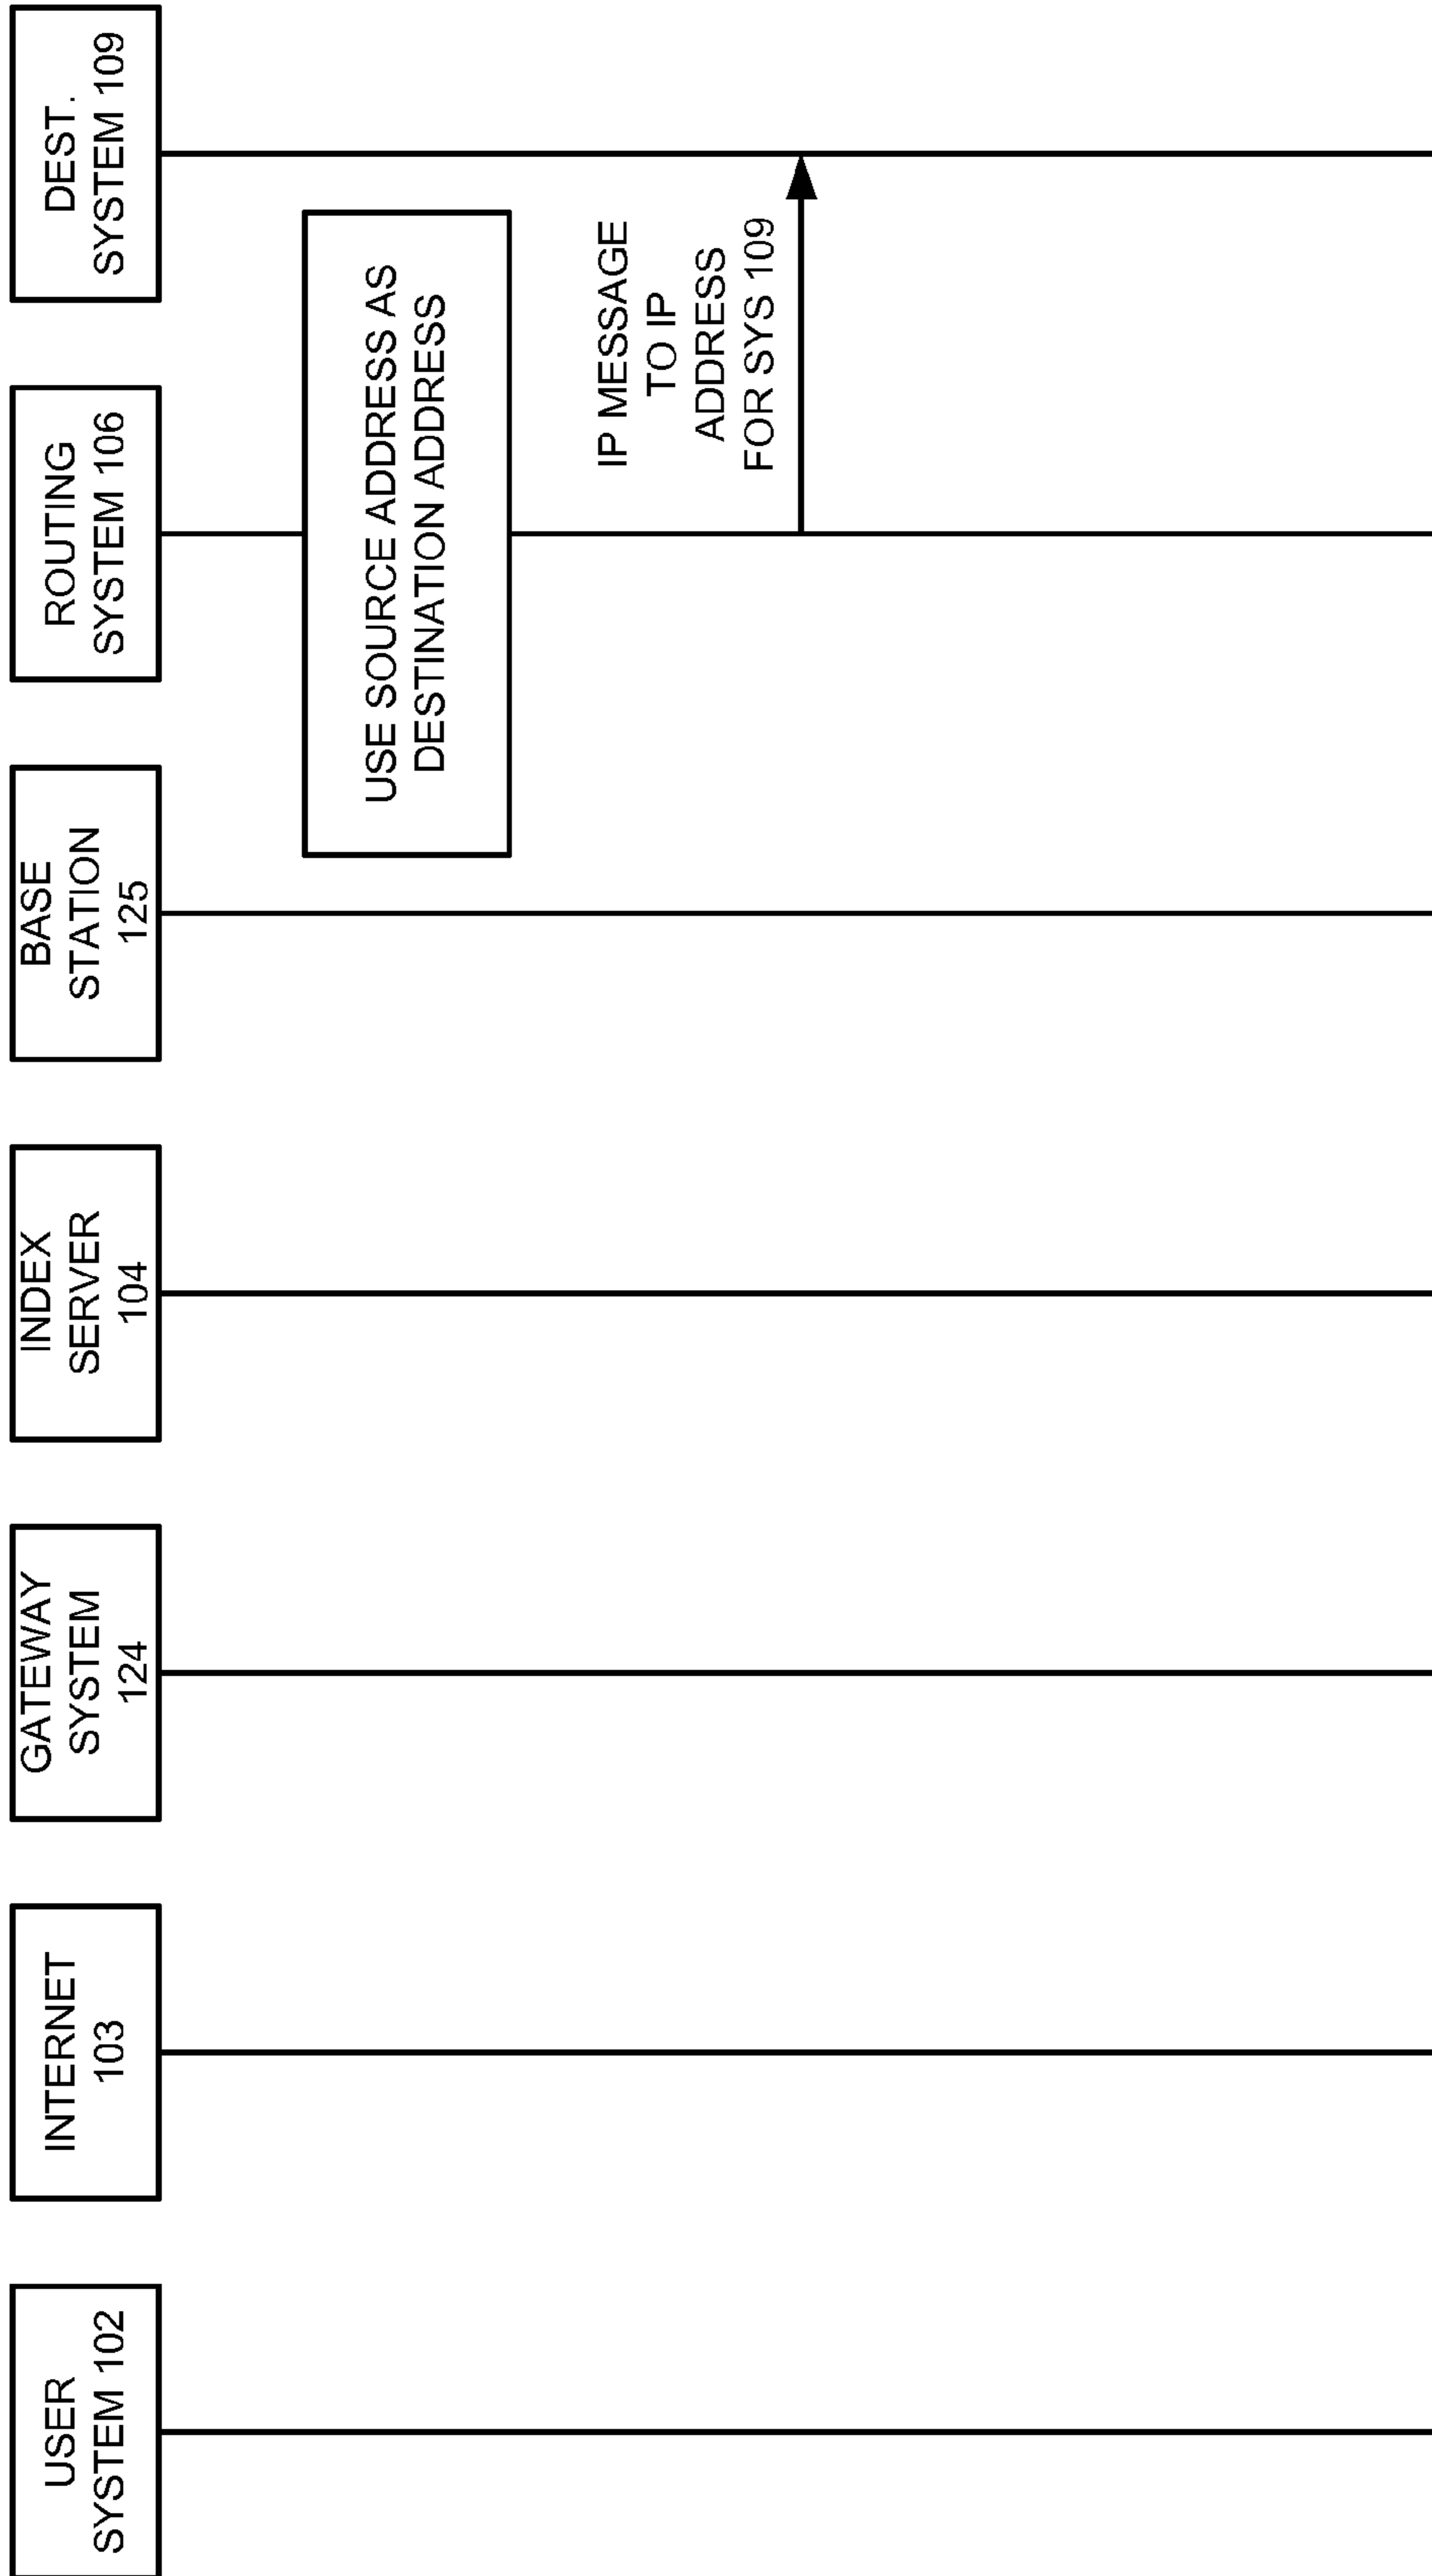 USER
SYSTEM 102
INTERNET
103
GATEWAY
SYSTEM
124
INDEX
SERVER
104
BASE
STATION
125
ROUTING
SYSTEM 106
DEST.
SYSTEM 109
USE SOURCE ADDRESS AS
DESTINATION ADDRESS
IP MESSAGE
TO IP
ADDRESS
FOR SYS 109